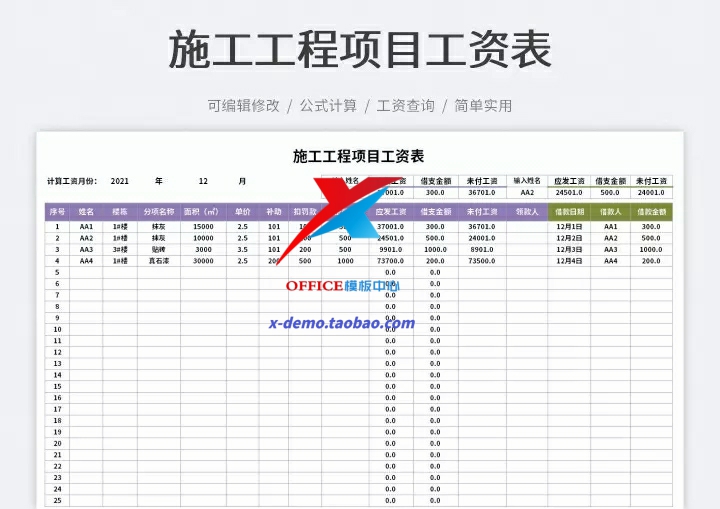 施工工程项目工资表
可编辑修改 / 公式计算 / 工资查询 / 简单实用
施工工程项目工资表
计算工资月份: 2021 年 12 月 姓名 工资 借支金额 未付工资 输入姓名 应发工资 借支金额 未付工资
001.0 300.0 36701.0 AA2 24501.0 500.0 24001.0
序号 姓名 楼栋 分项名称 面积（㎡） 单价 补助 扣罚款 应发工资 借支金额 未付工资 领款人 借款日期 借款人 借款金额
1 AA1 1#楼 抹灰 15000 2.5 101 37001.0 300.0 36701.0 12月1日 AA1 300.0
2 AA2 1#楼 抹灰 10000 2.5 101 500 24501.0 500.0 24001.0 12月2日 AA2 500.0
3 AA3 1#楼 贴砖 3000 3.5 101 200 500 9901.0 1000.0 8901.0 12月3日 AA3 1000.0
4 AA4 1#楼 真石漆 30000 2.5 200 500 1000 73700.0 200.0 73500.0 12月4日 AA4 200.0
5 0.0 0.0
6 0.0 0.0
OFFICE模板中心
7 0.0 0.0
8 0.0 0.0
9 0.0 0.0
x-demo.taobao.com
10 0.0 0.0
11 0.0 0.0
12 0.0 0.0
13 0.0 0.0
14 0.0 0.0
15 0.0 0.0
16 0.0 0.0
17 0.0 0.0
18 0.0 0.0
19 0.0 0.0
20 0.0 0.0
21 0.0 0.0
22 0.0 0.0
23 0.0 0.0
24 0.0 0.0
25 0.0 0.0